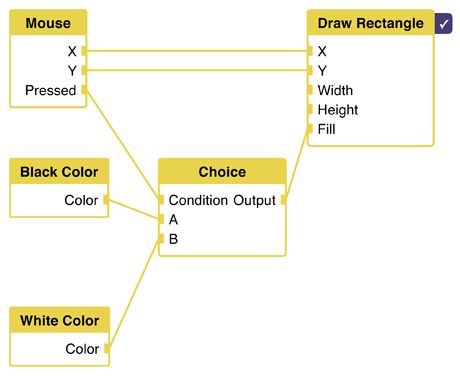 Mouse
X
Y
Pressed
Draw Rectangle
X
Y
Width
Height
Fill
Black Color
Color
Choice
Condition Output
A
B
White Color
Color